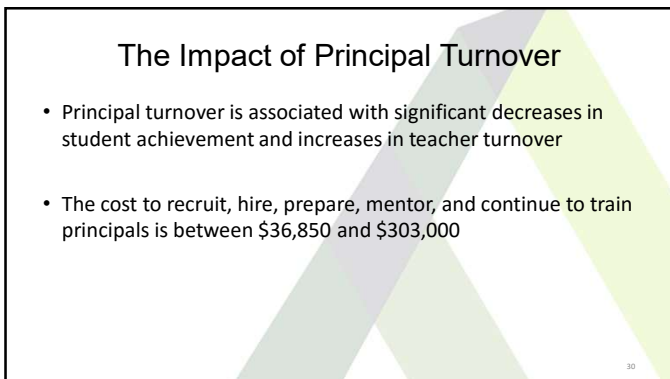 The Impact of Principal Turnover
• Principal turnover is associated with significant decreases in
student achievement and increases in teacher turnover
• The cost to recruit, hire, prepare, mentor, and continue to train
principals is between $36,850 and $303,000
30